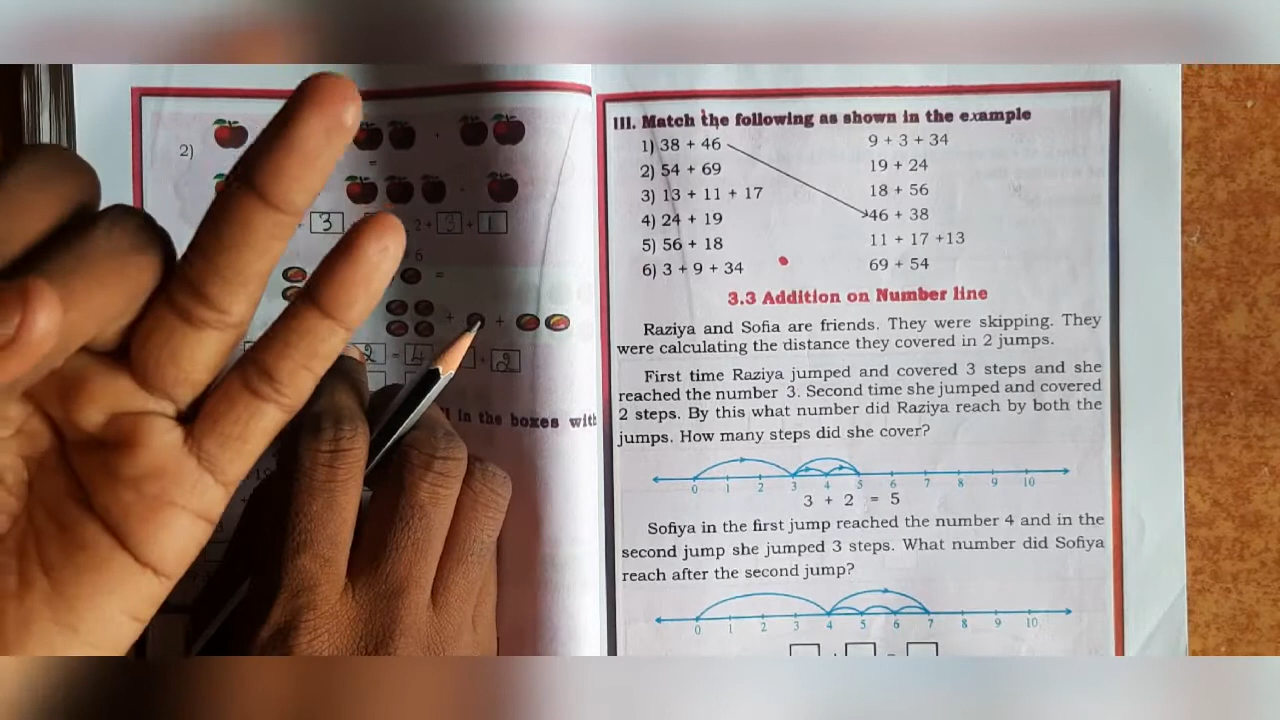 2)
3
2 + 3 + 1
6
=
+ +
2 = 4 + 2
in the boxes with
III. Match the following as shown in the example
1) 38 + 46 9 + 3 + 34
2) 54 + 69 19 + 24
3) 13 + 11 + 17 18 + 56
4) 24 + 19 46 + 38
5) 56 + 18 11 + 17 +13
6) 3 + 9 + 34 69 + 54
3.3 Addition on Number line
Raziya and Sofia are friends. They were skipping. They
were calculating the distance they covered in 2 jumps.
First time Raziya jumped and covered 3 steps and she
reached the number 3. Second time she jumped and covered
2 steps. By this what number did Raziya reach by both the
jumps. How many steps did she cover?
0 1 2 3 4 5 6 7 8 9 10
3 + 2 = 5
Sofiya in the first jump reached the number 4 and in the
second jump she jumped 3 steps. What number did Sofiya
reach after the second jump?
0 1 2 3 4 5 6 7 8 9 10